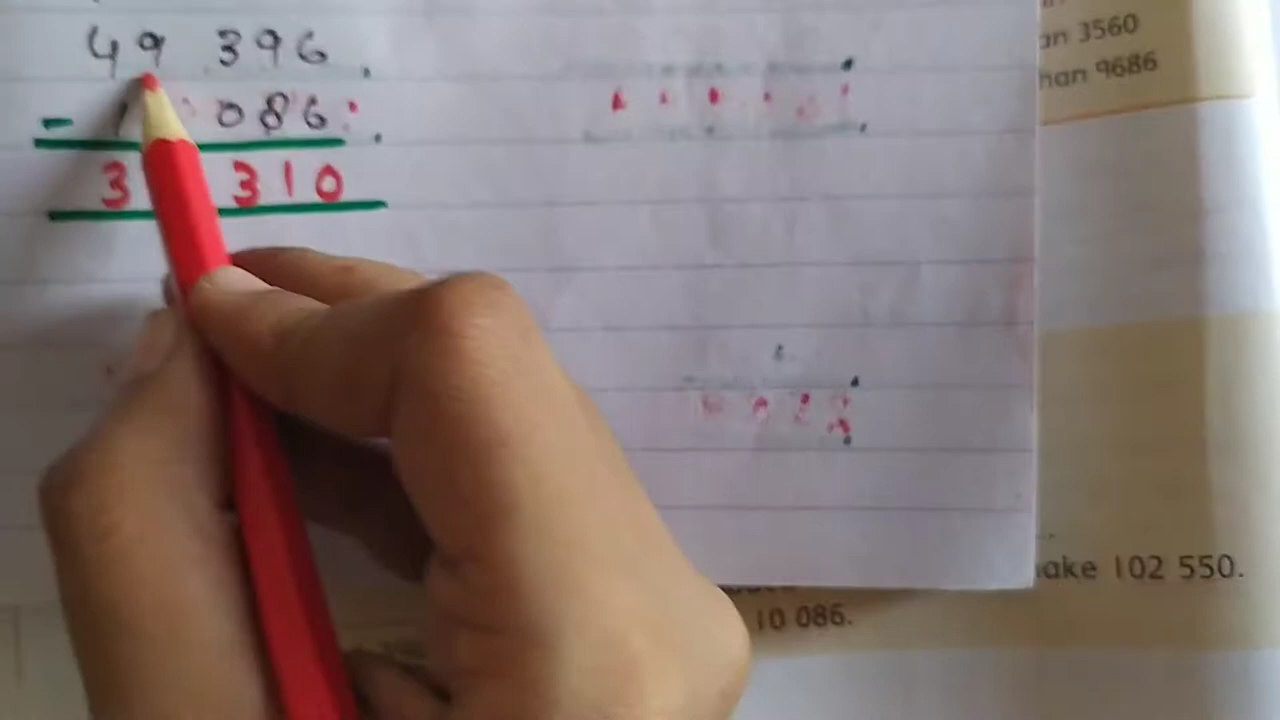 49 396
- 086
3 310
an 3560
han 9686
ake 102 550.
10 086.